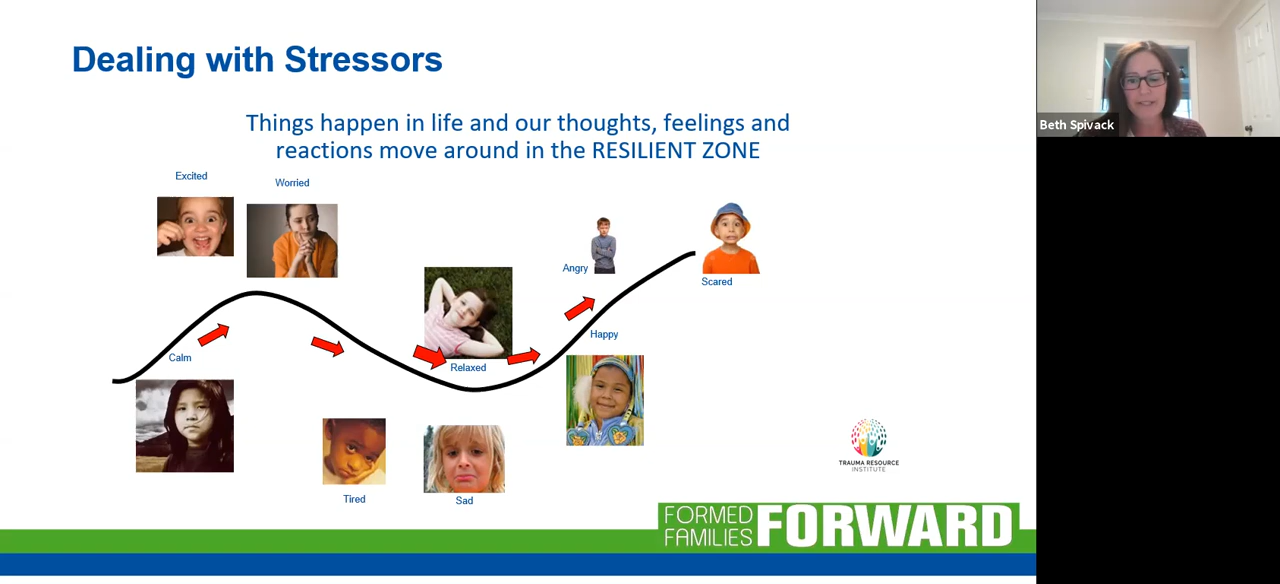 Dealing with Stressors
Things happen in life and our thoughts, feelings and
reactions move around in the RESILIENT ZONE
Excited
Worried
Calm
Relaxed
Angry
Happy
Scared
Tired
Sad
TRAUMA RESOURCE
INSTITUTE
FORMED
FAMILIES
FORWARD
Beth Spivack